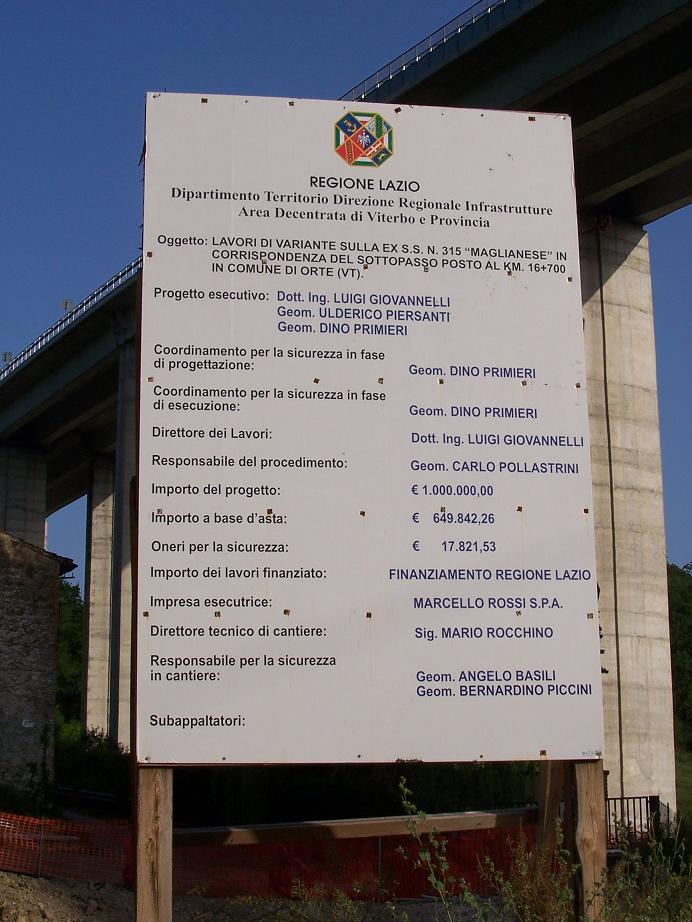 REGIONE LAZIO
Dipartimento Territorio Direzione Regionale Infrastrutture
Area Decentrata di Viterbo e Provincia
Oggetto: LAVORI DI VARIANTE SULLA EX S.S. N. 315 "MAGLIANESE" IN
CORRISPONDENZA DEL SOTTOPASSO POSTO AL KM. 16+700
IN COMUNE DI ORTE (VT).
Progetto esecutivo: Dott. Ing. LUIGI GIOVANNELLI
Geom. ULDERICO PIERSANTI
Geom. DINO PRIMIERI
Coordinamento per la sicurezza in fase
di progettazione: Geom. DINO PRIMIERI
Coordinamento per la sicurezza in fase
di esecuzione: Geom. DINO PRIMIERI
Direttore dei Lavori: Dott. Ing. LUIGI GIOVANNELLI
Responsabile del procedimento: Geom. CARLO POLLASTRINI
Importo del progetto: € 1.000.000,00
Importo a base d'asta: € 649.842,26
Oneri per la sicurezza: € 17.821,53
Importo dei lavori finanziato: FINANZIAMENTO REGIONE LAZIO
Impresa esecutrice: MARCELLO ROSSI S.P.A.
Direttore tecnico di cantiere: Sig. MARIO ROCCHINO
Responsabile per la sicurezza
in cantiere: Geom. ANGELO BASILI
Geom. BERNARDINO PICCINI
Subappaltatori: